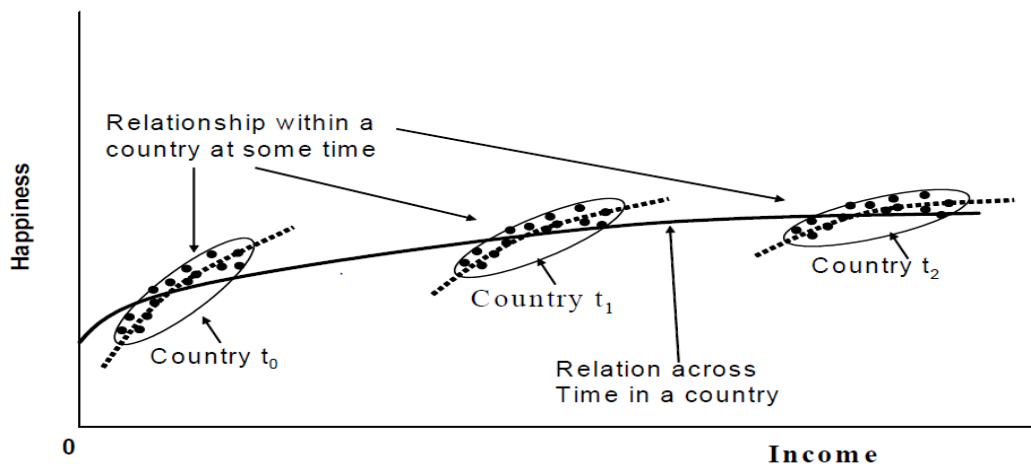 Relationship within a
country at some time
Happiness
Country t₂
Country t₁
Country t₀
Relation across
Time in a country
0
Income